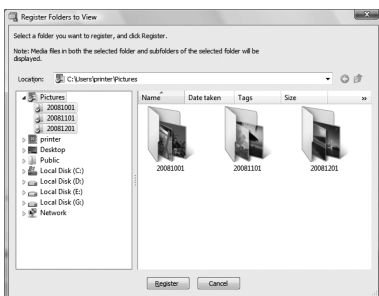 Register Folders to View
Select a folder you want to register, and click Register.
Note: Media files in both the selected folder and subfolders of the selected folder will be
displayed.
Location: C:\Users\printer\Pictures
Pictures
20081001
20081101
20081201
printer
Desktop
Public
Local Disk (C:)
Local Disk (D:)
Local Disk (E:)
Local Disk (G:)
Network
Name Date taken Tags Size »
20081001 20081101 20081201
Register Cancel